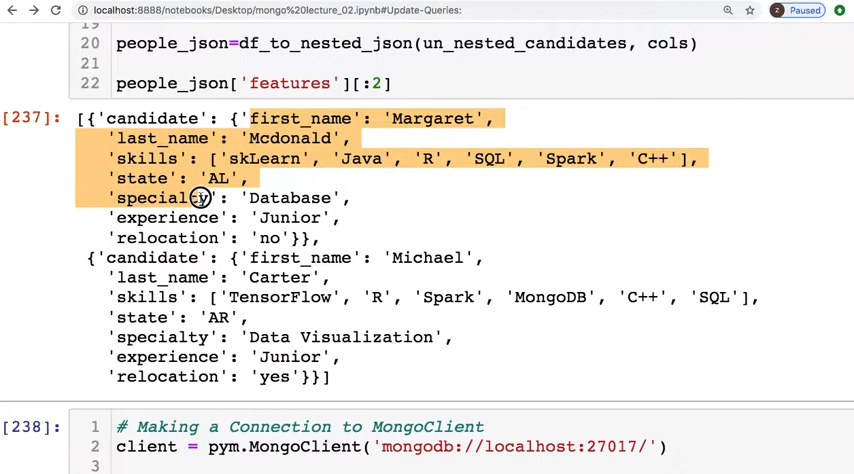 localhost:8888/notebooks/Desktop/mongo%20lecture_02.ipynb#Update-Queries:
z Paused
19
20 people_json=df_to_nested_json(un_nested_candidates, cols)
21
22 people_json['features'][:2]
[237]: [{'candidate': {'first_name': 'Margaret',
'last_name': 'Mcdonald',
'skills': ['skLearn', 'Java', 'R', 'SQL', 'Spark', 'C++'],
'state': 'AL',
'specialty': 'Database',
'experience': 'Junior',
'relocation': 'no'}},
{'candidate': {'first_name': 'Michael',
'last_name': 'Carter',
'skills': ['TensorFlow', 'R', 'Spark', 'MongoDB', 'C++', 'SQL'],
'state': 'AR',
'specialty': 'Data Visualization',
'experience': 'Junior',
'relocation': 'yes'}}]
[238]: 1 # Making a Connection to MongoClient
2 client = pym.MongoClient('mongodb://localhost:27017/')
3